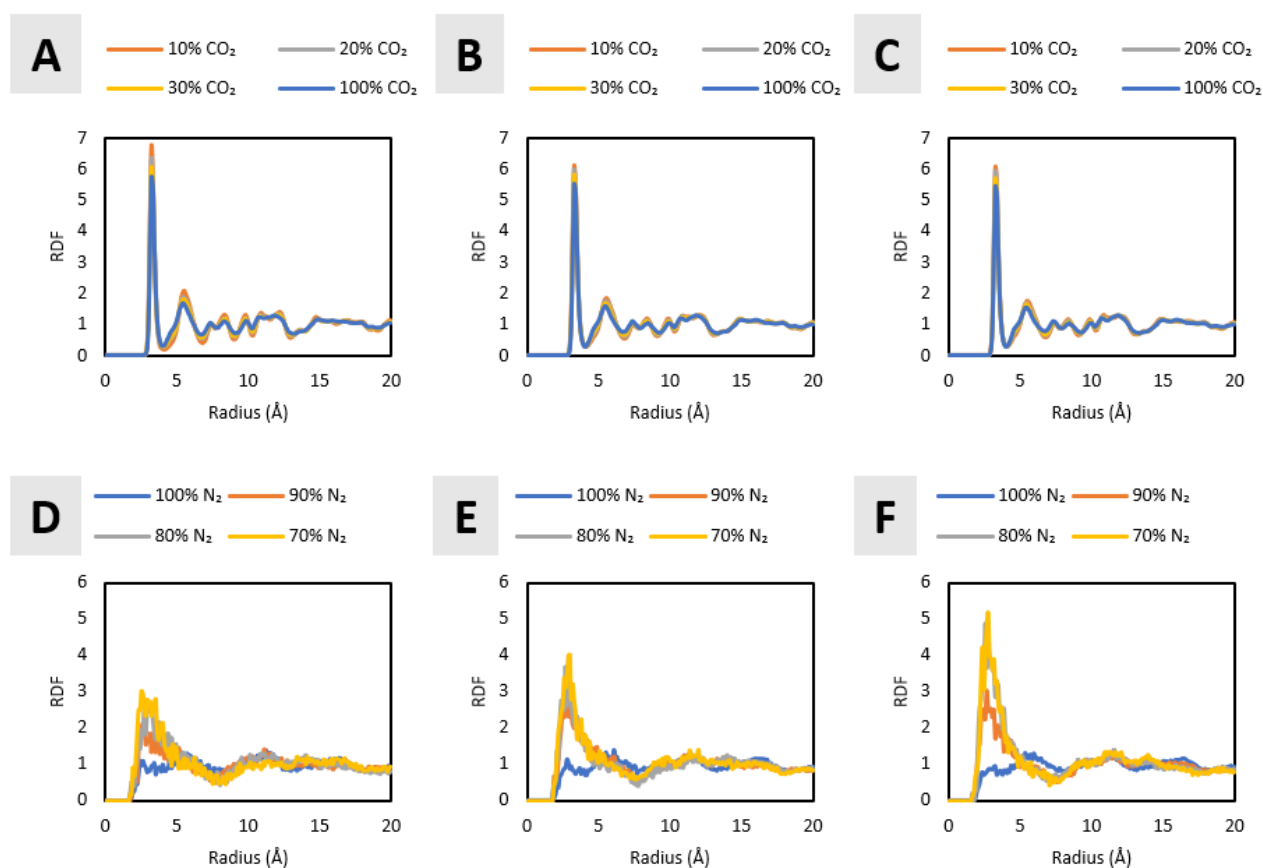 A
10% CO₂ 20% CO₂
30% CO₂ 100% CO₂
7
6
5
4
3
2
1
0
RDF
0 5 10 15 20
Radius (Å)
B
10% CO₂ 20% CO₂
30% CO₂ 100% CO₂
7
6
5
4
3
2
1
0
RDF
0 5 10 15 20
Radius (Å)
C
10% CO₂ 20% CO₂
30% CO₂ 100% CO₂
7
6
5
4
3
2
1
0
RDF
0 5 10 15 20
Radius (Å)
D
100% N₂ 90% N₂
80% N₂ 70% N₂
6
5
4
3
2
1
0
RDF
0 5 10 15 20
Radius (Å)
E
100% N₂ 90% N₂
80% N₂ 70% N₂
6
5
4
3
2
1
0
RDF
0 5 10 15 20
Radius (Å)
F
100% N₂ 90% N₂
80% N₂ 70% N₂
6
5
4
3
2
1
0
RDF
0 5 10 15 20
Radius (Å)